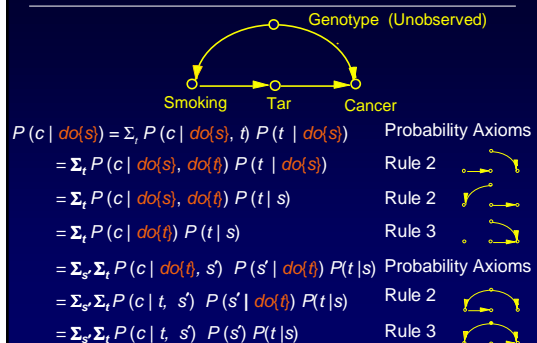 Genotype (Unobserved)
Smoking Tar Cancer
P (c | do{s}) = Σt P (c | do{s}, t) P (t | do{s}) Probability Axioms
= Σt P (c | do{s}, do{t}) P (t | do{s}) Rule 2
= Σt P (c | do{s}, do{t}) P (t | s) Rule 2
= Σt P (c | do{t}) P (t | s) Rule 3
= Σs′ Σt P (c | do{t}, s′) P (s′ | do{t}) P(t |s) Probability Axioms
= Σs′ Σt P (c | t, s′) P (s′ | do{t}) P(t |s) Rule 2
= Σs′ Σt P (c | t, s′) P (s′) P(t |s) Rule 3